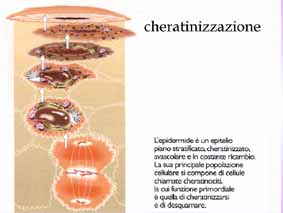 cheratinizzazione
L'epidermide è un epitelio
piano stratificato, cheratinizzato,
avascolare e in costante ricambio.
La sua principale popolazione
cellulare si compone di cellule
chiamate cheratinociti,
la cui funzione primordiale
è quella di cheratinizzarsi
e di desquamare.